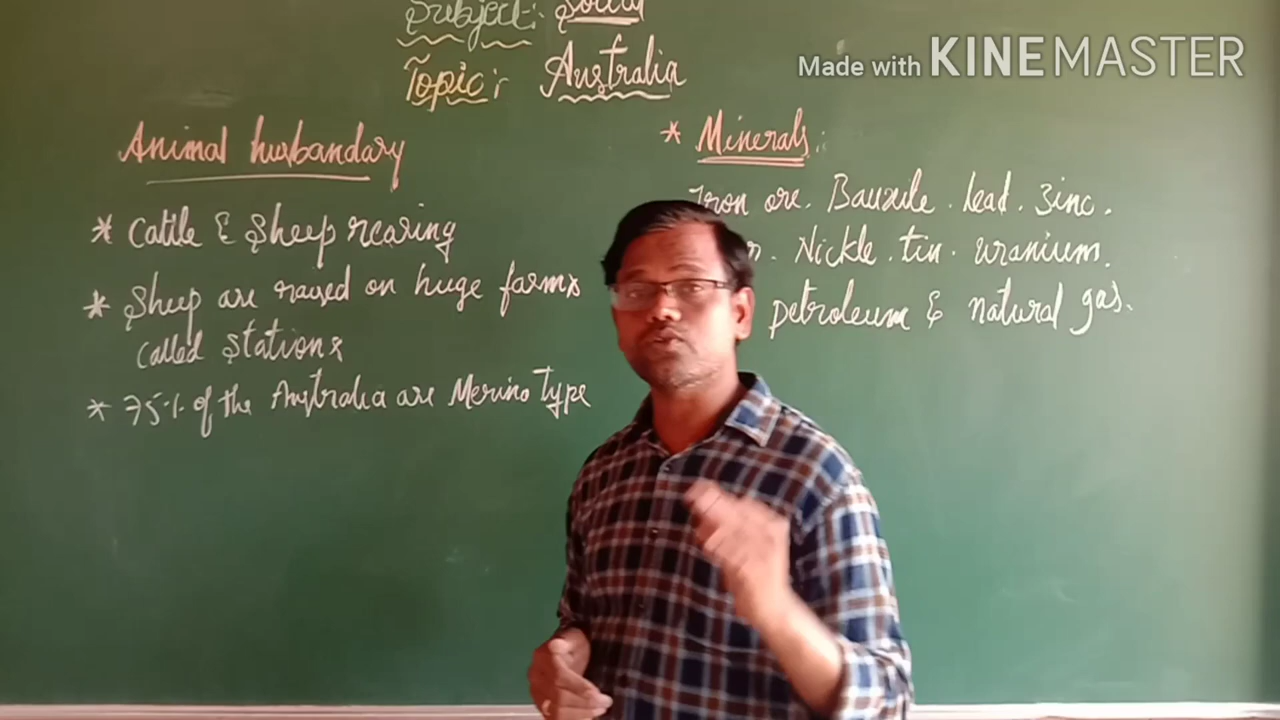 Subject:- Social
Topic:- Australia
Made with KINEMASTER
Animal husbandary
* Cattle & Sheep rearing
* Sheep are raised on huge farms
called Stations
* 75% of the Australia are Merino Type
* Minerals:
Iron ore. Bauxite. lead. Zinc.
Nickle. tin. uranium.
petroleum & natural gas.